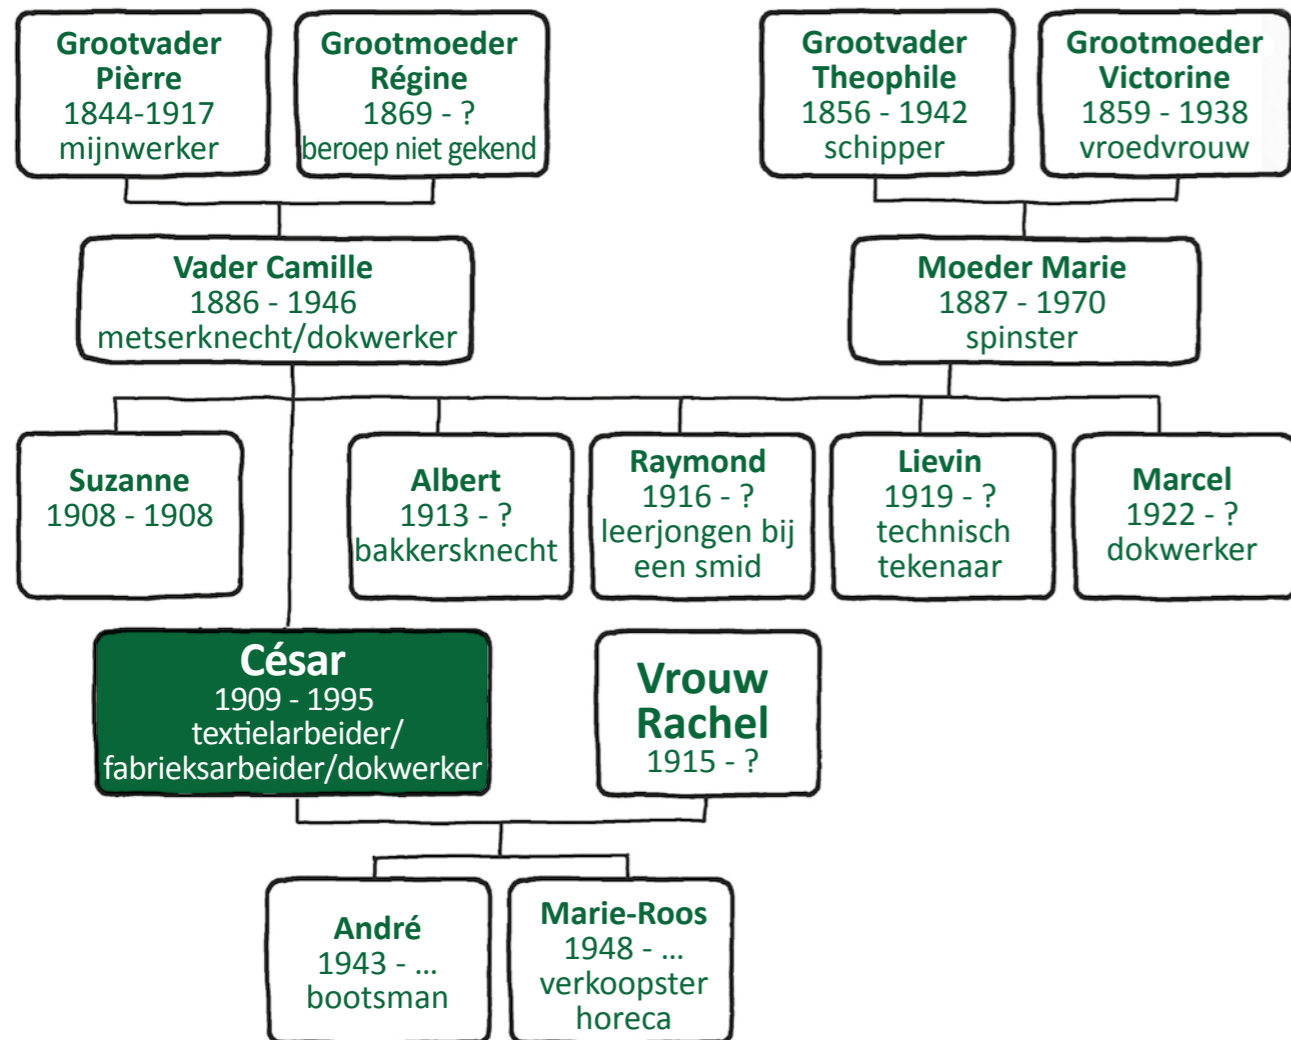 Grootvader
Pièrre
1844-1917
mijnwerker
Grootmoeder
Régine
1869 - ?
beroep niet gekend
Grootvader
Theophile
1856 - 1942
schipper
Grootmoeder
Victorine
1859 - 1938
vroedvrouw
Vader Camille
1886 - 1946
metserknecht/dokwerker
Moeder Marie
1887 - 1970
spinster
Suzanne
1908 - 1908
Albert
1913 - ?
bakkersknecht
Raymond
1916 - ?
leerjongen bij
een smid
Lievin
1919 - ?
technisch
tekenaar
Marcel
1922 - ?
dokwerker
César
1909 - 1995
textielarbeider/
fabrieksarbeider/dokwerker
Vrouw
Rachel
1915 - ?
André
1943 - ...
bootsman
Marie-Roos
1948 - ...
verkoopster
horeca